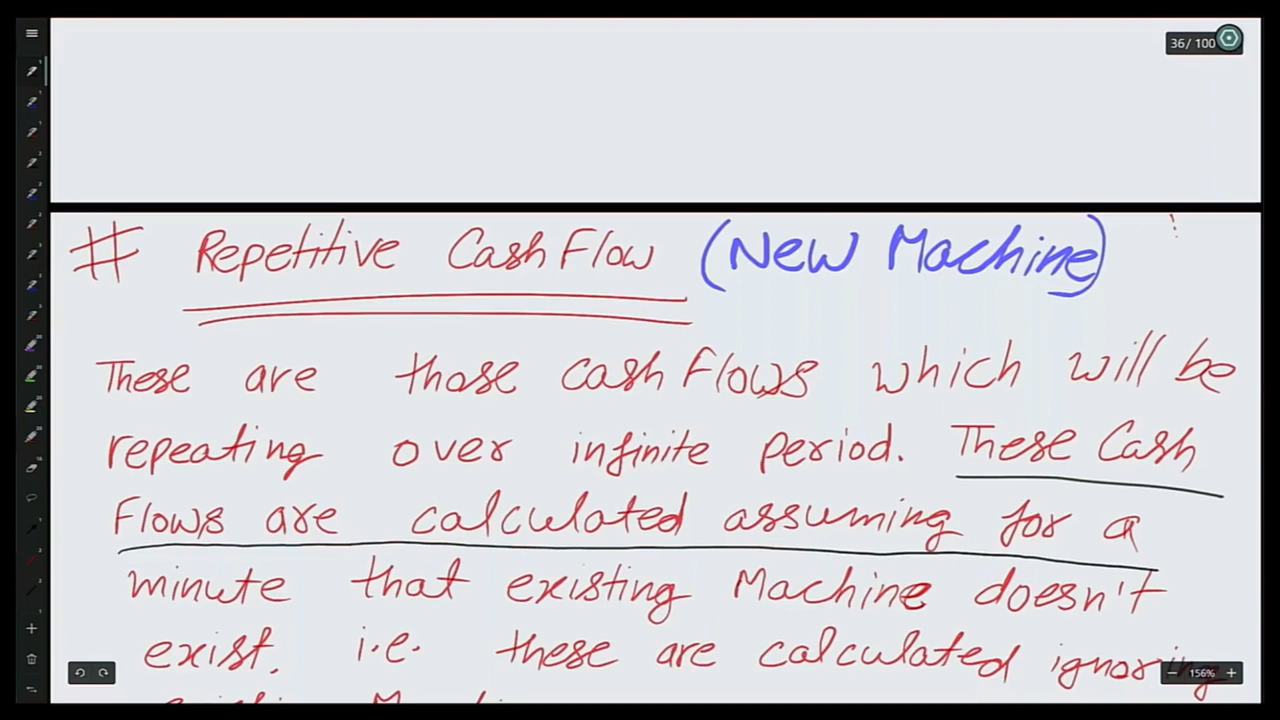 36/100
# Repetitive Cash Flow (New Machine)
These are those cash flows which will be
repeating over infinite period. These Cash
Flows are calculated assuming for a
minute that existing Machine doesn't
exist. i.e. these are calculated ignoring
156%